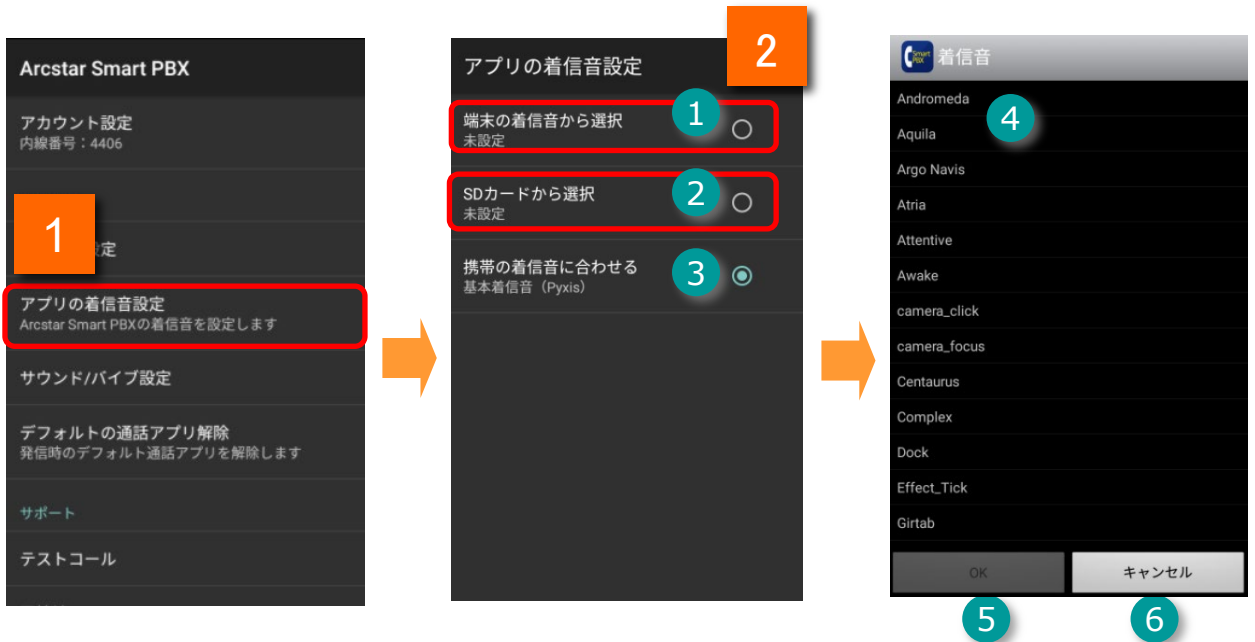 Arcstar Smart PBX
アカウント設定
内線番号：4406
1
定
アプリの着信音設定
Arcstar Smart PBXの着信音を設定します
サウンド/バイブ設定
デフォルトの通話アプリ解除
発信時のデフォルト通話アプリを解除します
サポート
テストコール
2
アプリの着信音設定
端末の着信音から選択
未設定
1
SDカードから選択
未設定
2
携帯の着信音に合わせる
基本着信音（Pyxis）
3
Smart
PBX
着信音
Andromeda
4
Aquila
Argo Navis
Atria
Attentive
Awake
camera_click
camera_focus
Centaurus
Complex
Dock
Effect_Tick
Girtab
OK
キャンセル
5
6